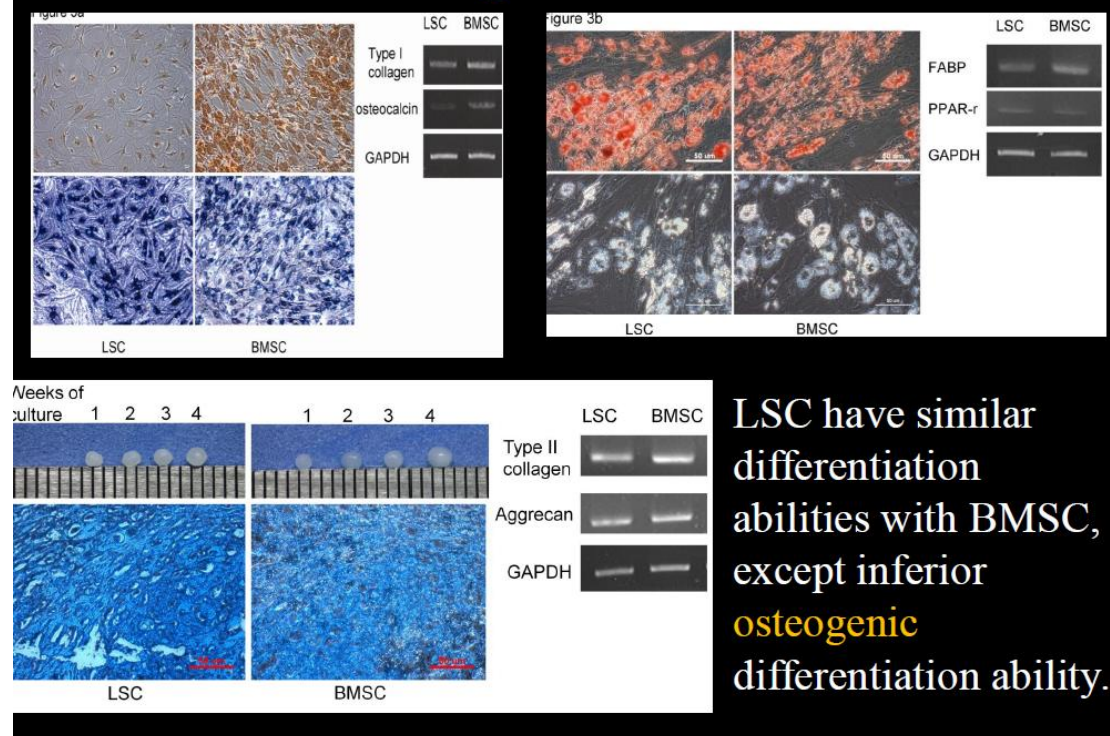 Figure 3a
LSC BMSC
Type I
collagen
osteocalcin
GAPDH
LSC BMSC
Figure 3b
LSC BMSC
FABP
PPAR-r
GAPDH
50 um 50 um
LSC BMSC
Weeks of
culture 1 2 3 4
1 2 3 4
LSC BMSC
Type II
collagen
Aggrecan
GAPDH
LSC BMSC
LSC have similar
differentiation
abilities with BMSC,
except inferior
osteogenic
differentiation ability.